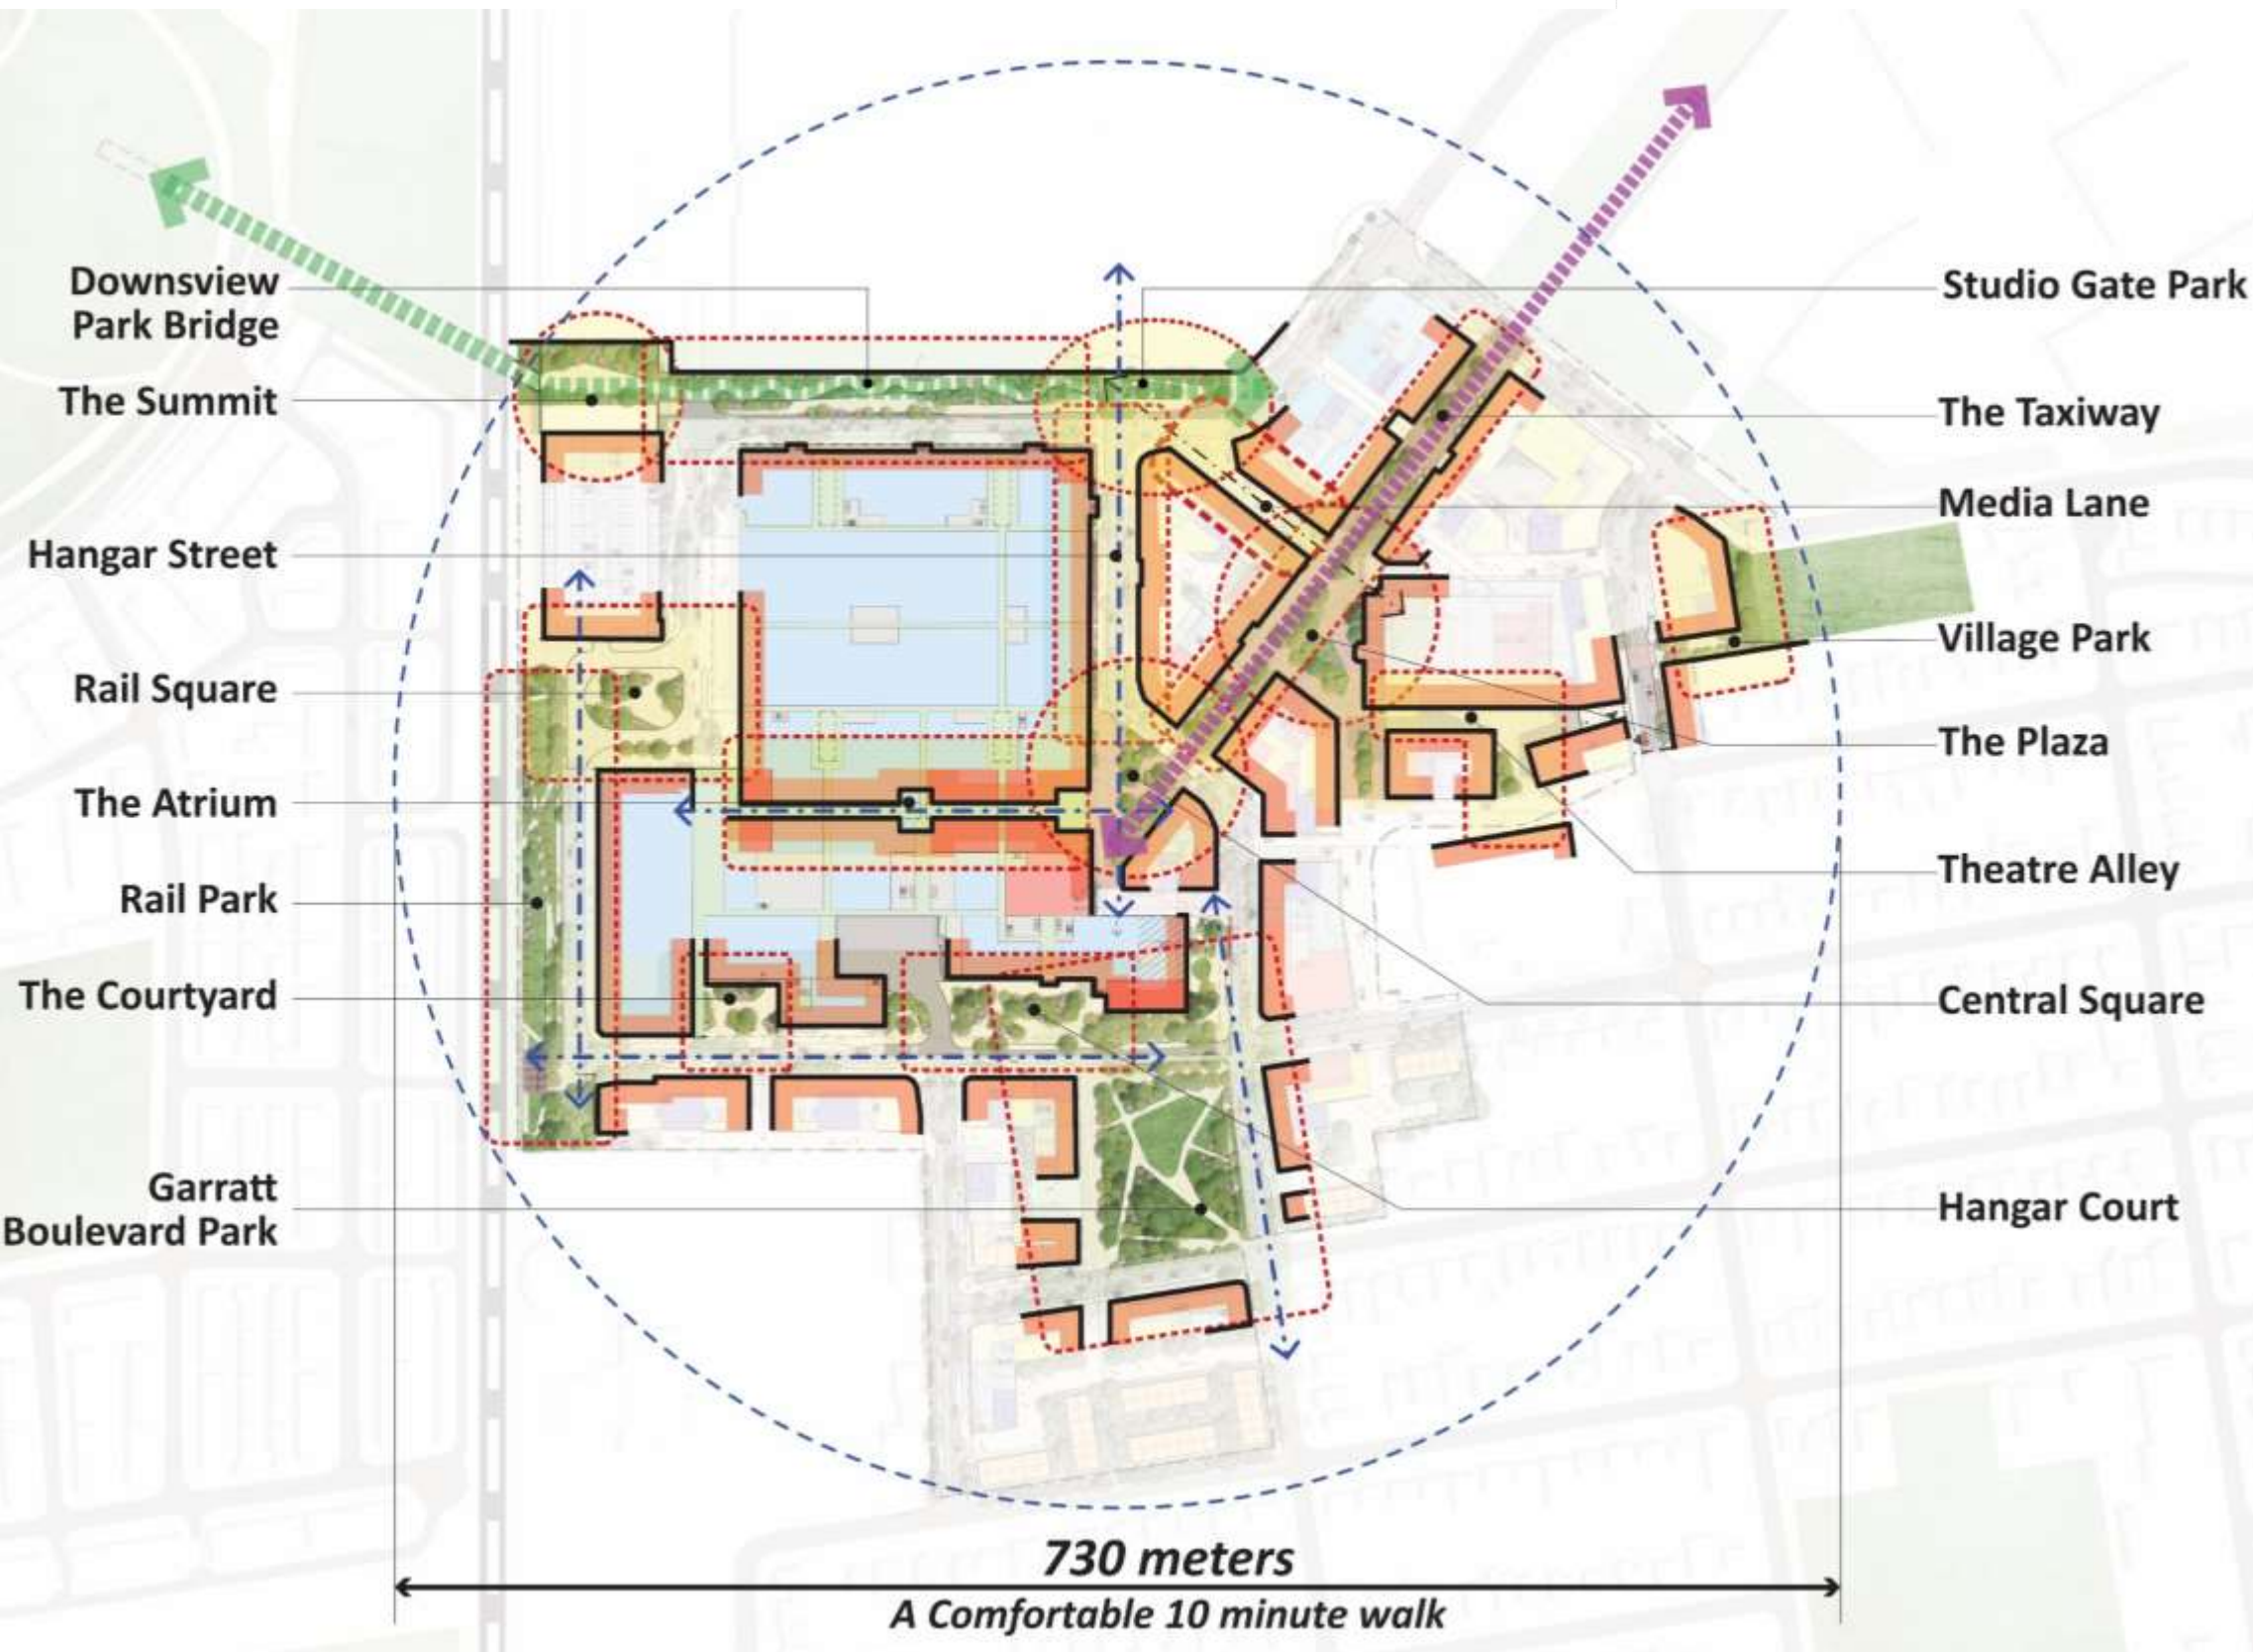 Downsview
Park Bridge
The Summit
Hangar Street
Rail Square
The Atrium
Rail Park
The Courtyard
Garratt
Boulevard Park
Studio Gate Park
The Taxiway
Media Lane
Village Park
The Plaza
Theatre Alley
Central Square
Hangar Court
730 meters
A Comfortable 10 minute walk